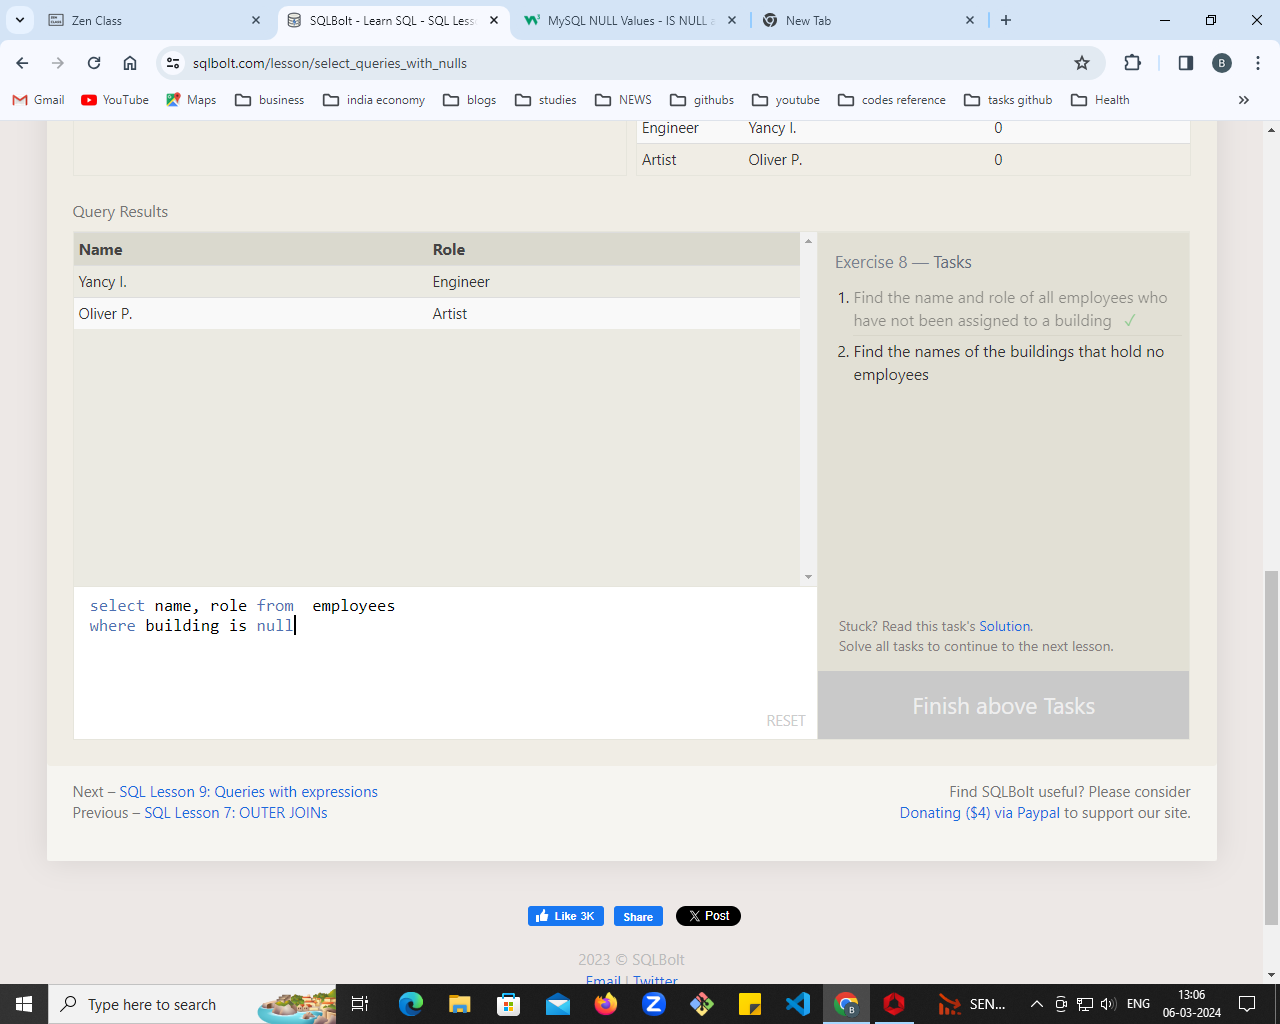 Zen Class
SQLBolt - Learn SQL - SQL Less
MySQL NULL Values - IS NULL a
New Tab
sqlbolt.com/lesson/select_queries_with_nulls
B
Gmail
YouTube
Maps
business
india economy
blogs
studies
NEWS
githubs
youtube
codes reference
tasks github
Health
Engineer Yancy I. 0
Artist Oliver P. 0
Query Results
Name Role
Yancy I. Engineer
Oliver P. Artist
Exercise 8 — Tasks
1. Find the name and role of all employees who
have not been assigned to a building ✓
2. Find the names of the buildings that hold no
employees
select name, role from  employees
where building is null
RESET
Stuck? Read this task's Solution.
Solve all tasks to continue to the next lesson.
Finish above Tasks
Next – SQL Lesson 9: Queries with expressions
Previous – SQL Lesson 7: OUTER JOINs
Find SQLBolt useful? Please consider
Donating ($4) via Paypal to support our site.
Like 3K
Share
X Post
2023 © SQLBolt
Email | Twitter
Type here to search
SEN...
ENG
13:06
06-03-2024